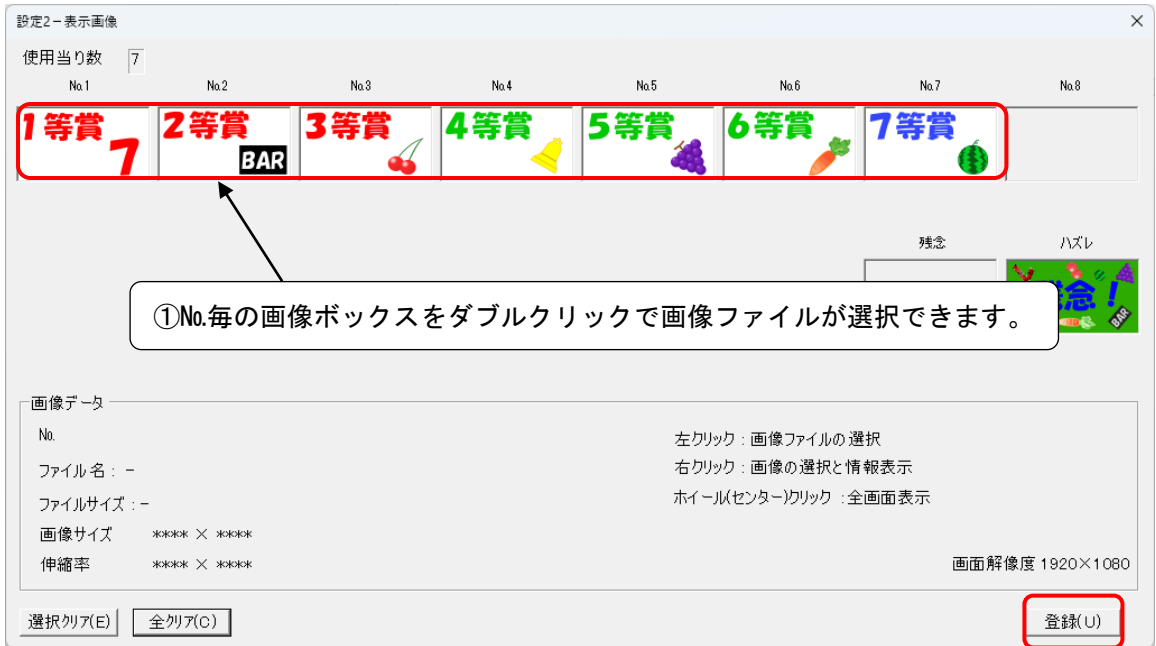 設定2－表示画像
使用当り数 7
No.1 No.2 No.3 No.4 No.5 No.6 No.7 No.8
1等賞 2等賞 3等賞 4等賞 5等賞 6等賞 7等賞
7 BAR
残念 ハズレ
念！
BAR
①№毎の画像ボックスをダブルクリックで画像ファイルが選択できます。
画像データ
No.
ファイル名：－
ファイルサイズ：－
画像サイズ **** × ****
伸縮率 **** × ****
左クリック：画像ファイルの選択
右クリック：画像の選択と情報表示
ホイール(センター)クリック：全画面表示
画面解像度 1920×1080
選択クリア(E) 全クリア(C) 登録(U)